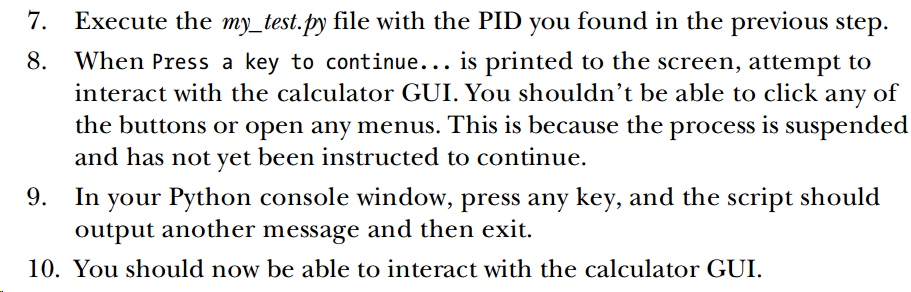 7. Execute the my_test.py file with the PID you found in the previous step.
8. When Press a key to continue... is printed to the screen, attempt to
interact with the calculator GUI. You shouldn’t be able to click any of
the buttons or open any menus. This is because the process is suspended
and has not yet been instructed to continue.
9. In your Python console window, press any key, and the script should
output another message and then exit.
10. You should now be able to interact with the calculator GUI.